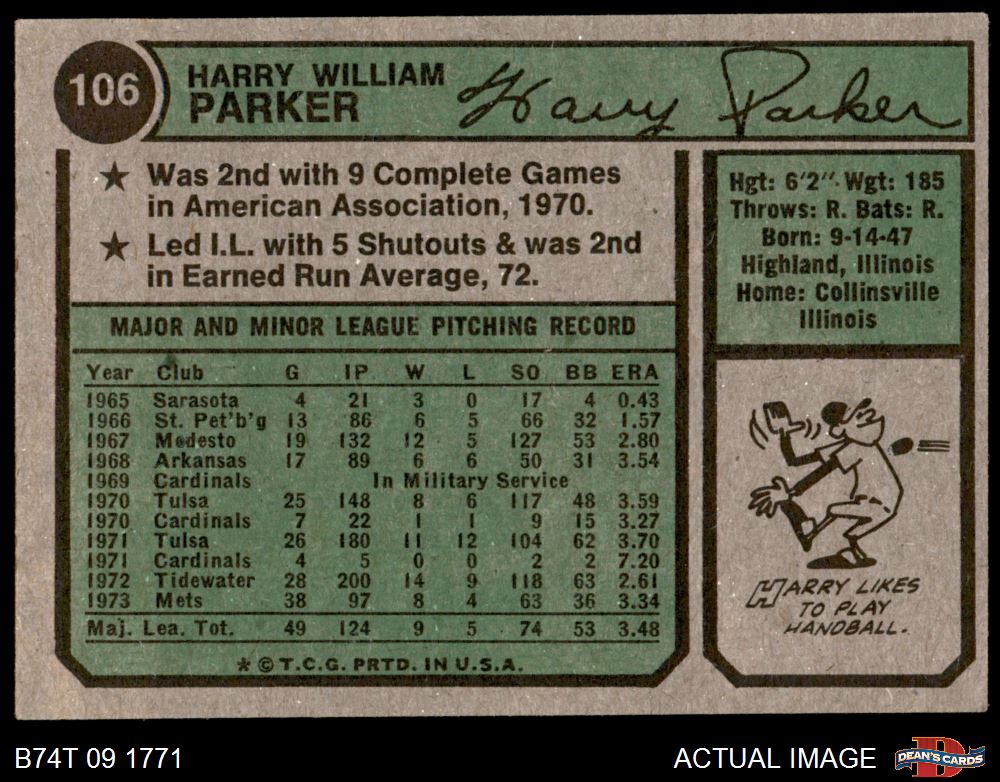 106
HARRY WILLIAM
PARKER
Harry Parker
★ Was 2nd with 9 Complete Games
in American Association, 1970.
★ Led I.L. with 5 Shutouts & was 2nd
in Earned Run Average, 72.
Hgt: 6'2" Wgt: 185
Throws: R. Bats: R.
Born: 9-14-47
Highland, Illinois
Home: Collinsville
Illinois
MAJOR AND MINOR LEAGUE PITCHING RECORD
Year Club G IP W L SO BB ERA
1965 Sarasota 4 21 3 0 17 4 0.43
1966 St. Pet'b'g 13 86 6 5 66 32 1.57
1967 Modesto 19 132 12 5 127 53 2.80
1968 Arkansas 17 89 6 6 50 31 3.54
1969 Cardinals In Military Service
1970 Tulsa 25 148 8 6 117 48 3.59
1970 Cardinals 7 22 1 1 9 15 3.27
1971 Tulsa 26 180 11 12 104 62 3.70
1971 Cardinals 4 5 0 0 2 2 7.20
1972 Tidewater 28 200 14 9 118 63 2.61
1973 Mets 38 97 8 4 63 36 3.34
Maj. Lea. Tot. 49 124 9 5 74 53 3.48
* © T.C.G. PRTD. IN U.S.A.
HARRY LIKES
TO PLAY
HANDBALL.
B74T 09 1771
ACTUAL IMAGE
D
DEAN'S CARDS